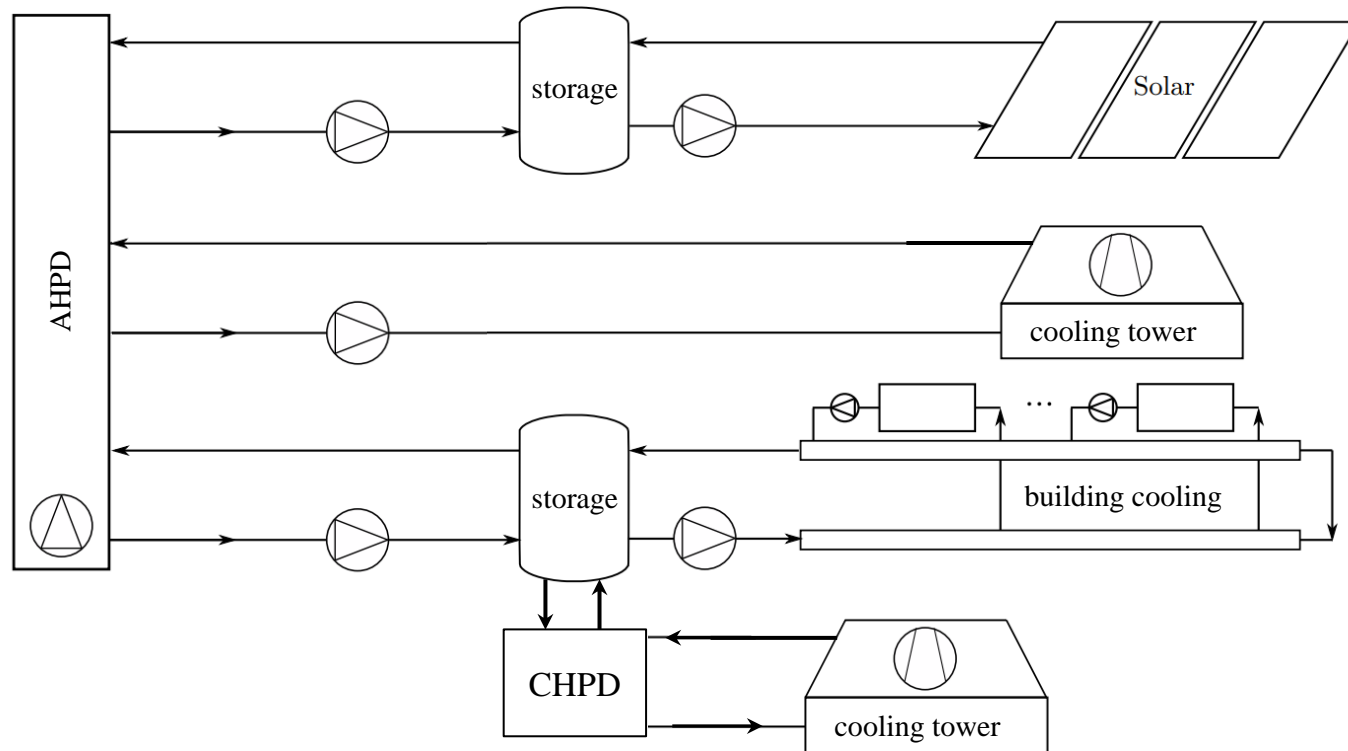 storage
Solar
AHPD
cooling tower
...
storage
building cooling
CHPD
cooling tower